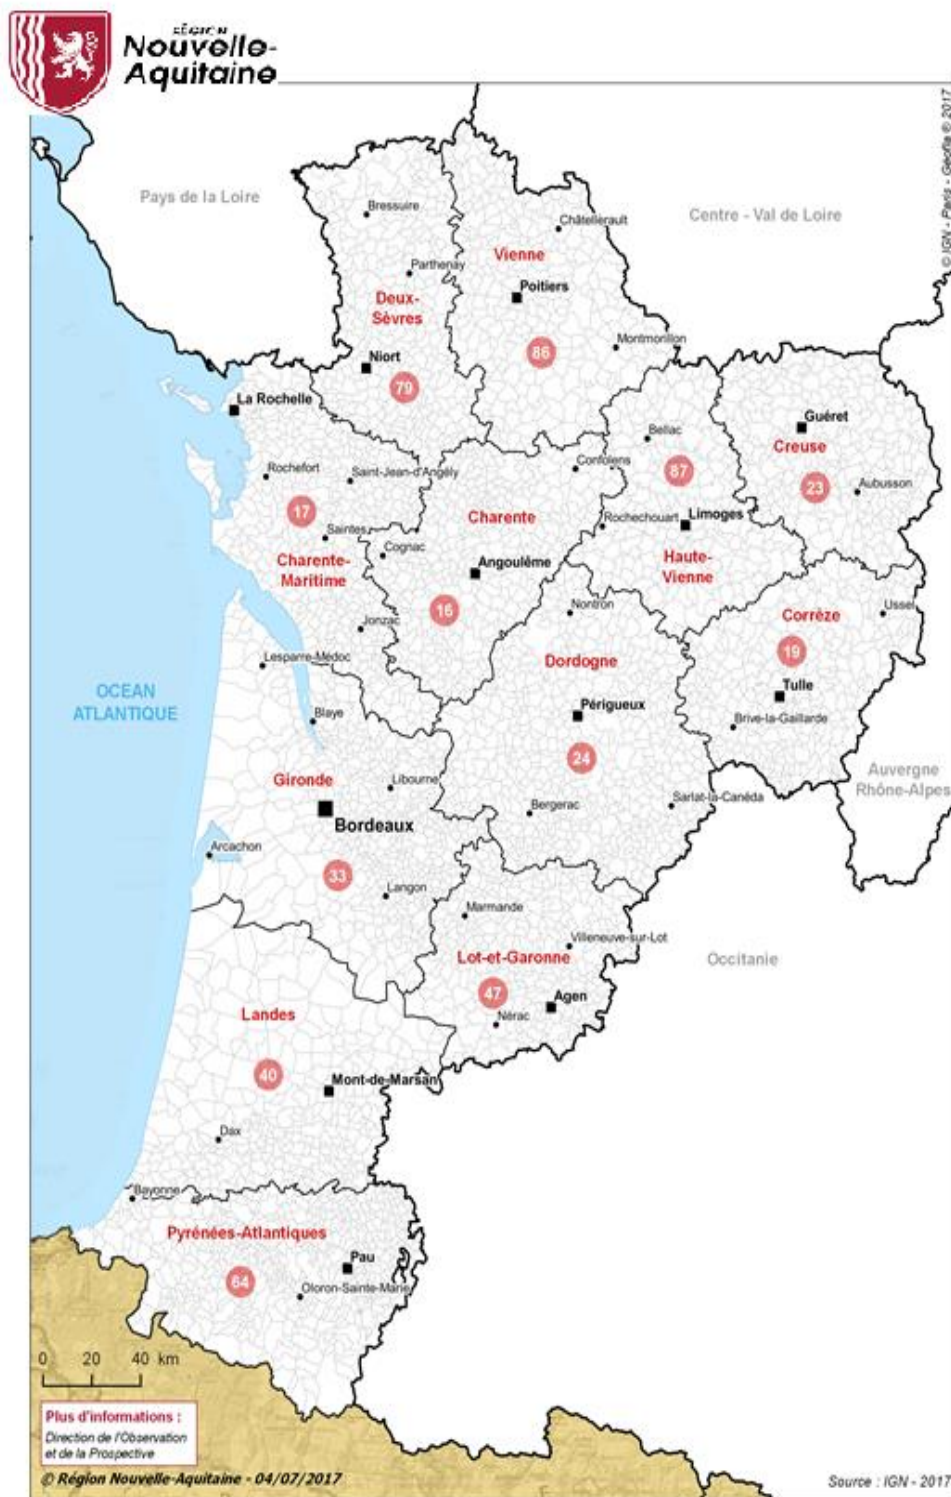 RÉGION
Nouvelle-
Aquitaine
© IGN - Paris - Géofla © 2017
Pays de la Loire
Centre - Val de Loire
Bressuire
Châtellerault
Vienne
Parthenay
Poitiers
Deux-
Sèvres
Montmorillon
86
Niort
79
La Rochelle
Guéret
Bellac
Creuse
Rochefort
Saint-Jean-d'Angély
Confolens
87
23
Aubusson
17
Charente
Rochechouart
Limoges
Saintes
Cognac
Charente-
Maritime
Angoulême
Haute-
Vienne
16
Nontron
Corrèze
Ussel
Jonzac
19
Lesparre-Médoc
Dordogne
OCEAN
ATLANTIQUE
Tulle
Périgueux
Blaye
Brive-la-Gaillarde
24
Auvergne
Rhône-Alpes
Gironde
Libourne
Bergerac
Sarlat-la-Canéda
Bordeaux
Arcachon
33
Langon
Marmande
Villeneuve-sur-Lot
Lot-et-Garonne
Occitanie
47
Agen
Nérac
Landes
40
Mont-de-Marsan
Dax
Bayonne
Pyrénées-Atlantiques
Pau
64
Oloron-Sainte-Marie
0 20 40 km
Plus d'informations :
Direction de l'Observation
et de la Prospective
© Région Nouvelle-Aquitaine - 04/07/2017
Source : IGN - 2017